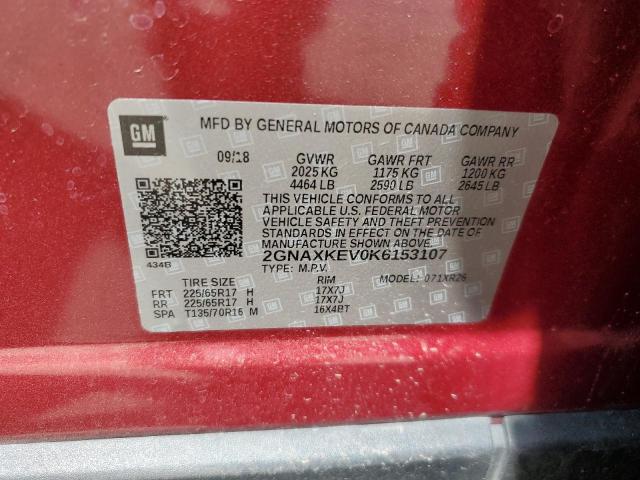 GM MFD BY GENERAL MOTORS OF CANADA COMPANY
09/18 GVWR GAWR FRT GAWR RR
2025 KG 1175 KG 1200 KG
4464 LB 2590 LB 2645 LB
THIS VEHICLE CONFORMS TO ALL
APPLICABLE U.S. FEDERAL MOTOR
VEHICLE SAFETY AND THEFT PREVENTION
STANDARDS IN EFFECT ON THE DATE
OF MANUFACTURE SHOWN ABOVE.
2GNAXKEV0K6153107
434B TYPE: M.P.V. MODEL: 071XR26
TIRE SIZE RIM
FRT 225/65R17 H 17X7J
RR 225/65R17 H 17X7J
SPA T135/70R16 M 16X4BT